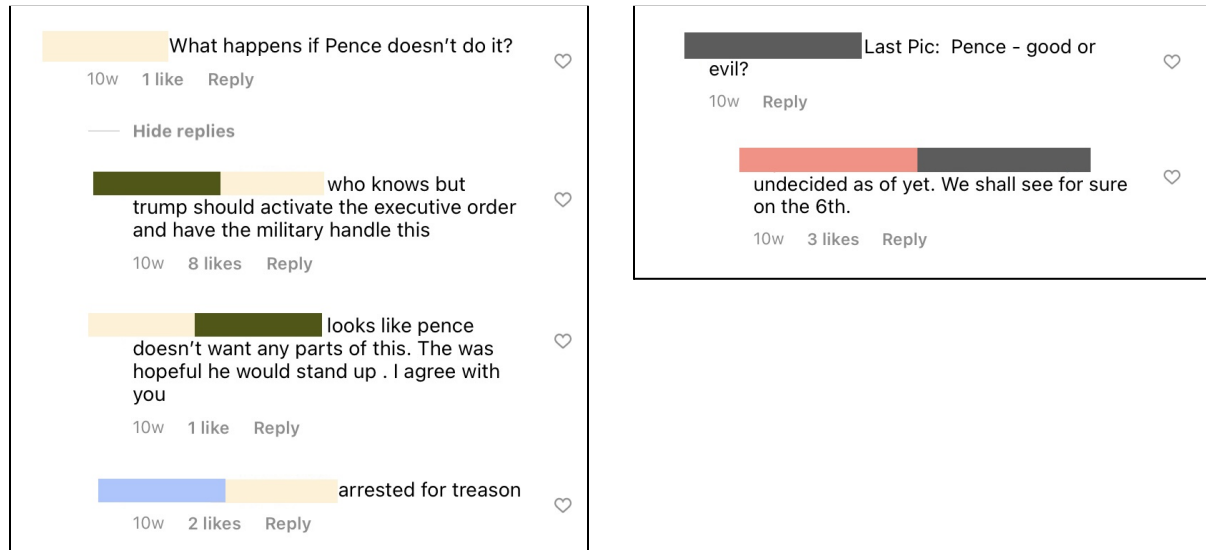 What happens if Pence doesn't do it?
10w 1 like Reply
Hide replies
who knows but
trump should activate the executive order
and have the military handle this
10w 8 likes Reply
looks like pence
doesn't want any parts of this. The was
hopeful he would stand up . I agree with
you
10w 1 like Reply
arrested for treason
10w 2 likes Reply
Last Pic: Pence - good or
evil?
10w Reply
undecided as of yet. We shall see for sure
on the 6th.
10w 3 likes Reply